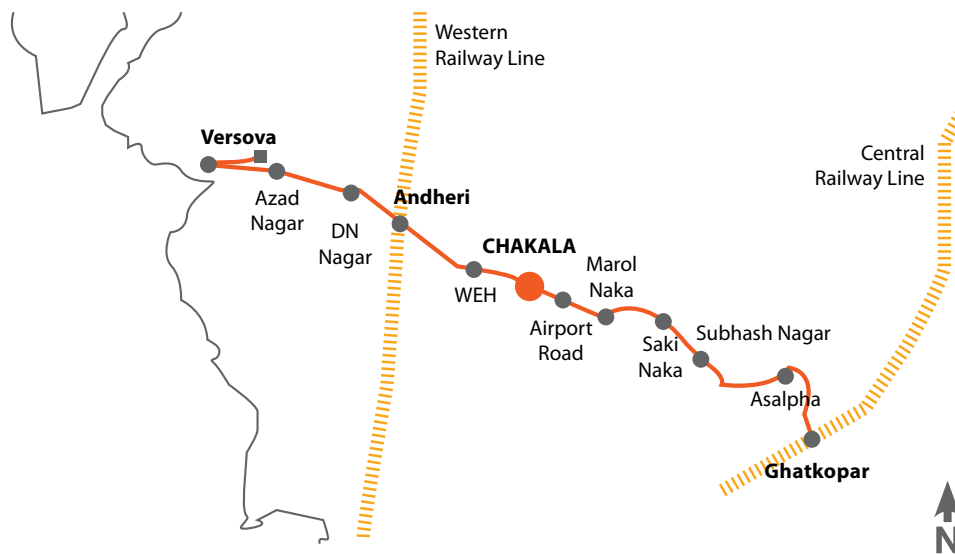 Western
Railway Line
Central
Railway Line
Versova
Azad
Nagar
DN
Nagar
Andheri
WEH
CHAKALA
Airport
Road
Marol
Naka
Saki
Naka
Subhash Nagar
Asalpha
Ghatkopar
N